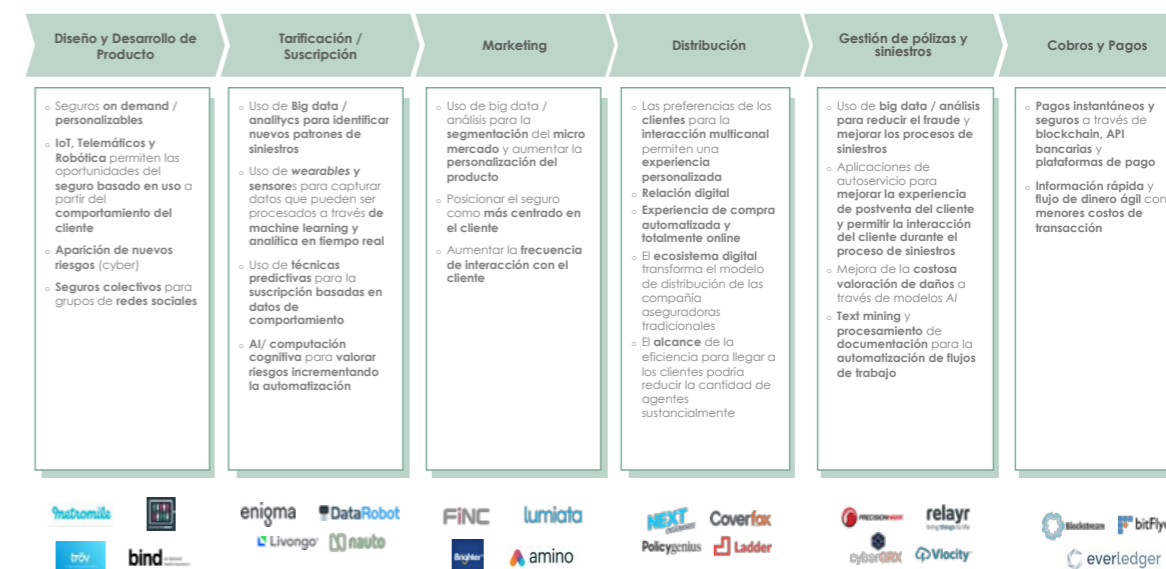 Diseño y Desarrollo de
Producto
Tarificación /
Suscripción
Marketing
Distribución
Gestión de pólizas y
siniestros
Cobros y Pagos
Seguros on demand /
personalizables
IoT, Telemáticos y
Robótica permiten las
oportunidades del
seguro basado en uso a
partir del
comportamiento del
cliente
Aparición de nuevos
riesgos (cyber)
Seguros colectivos para
grupos de redes sociales
Uso de Big data /
analitycs para identificar
nuevos patrones de
siniestros
Uso de wearables y
sensores para capturar
datos que pueden ser
procesados a través de
machine learning y
analítica en tiempo real
Uso de técnicas
predictivas para la
suscripción basadas en
datos de
comportamiento
AI/ computación
cognitiva para valorar
riesgos incrementando
la automatización
Uso de big data /
análisis para la
segmentación del micro
mercado y aumentar la
personalización del
producto
Posicionar el seguro
como más centrado en
el cliente
Aumentar la frecuencia
de interacción con el
cliente
Las preferencias de los
clientes para la
interacción multicanal
permiten una
experiencia
personalizada
Relación digital
Experiencia de compra
automatizada y
totalmente online
El ecosistema digital
transforma el modelo
de distribución de las
compañía
aseguradoras
tradicionales
El alcance de la
eficiencia para llegar a
los clientes podría
reducir la cantidad de
agentes
sustancialmente
Uso de big data / análisis
para reducir el fraude y
mejorar los procesos de
siniestros
Aplicaciones de
autoservicio para
mejorar la experiencia
de postventa del cliente
y permitir la interacción
del cliente durante el
proceso de siniestros
Mejora de la costosa
valoración de daños a
través de modelos AI
Text mining y
procesamiento de
documentación para la
automatización de flujos
de trabajo
Pagos instantáneos y
seguros a través de
blockchain, API
bancarias y
plataformas de pago
Información rápida y
flujo de dinero ágil con
menores costos de
transacción
metromile
trōv
bind
enigma
DataRobot
Livongo
nauto
FiNC
lumiata
Brighter
amino
NEXT
Coverfox
Policygenius
Ladder
PRECISIONHAWK
relayr
cyberGRX
Vlocity
Blockstream
bitFlye
everledger